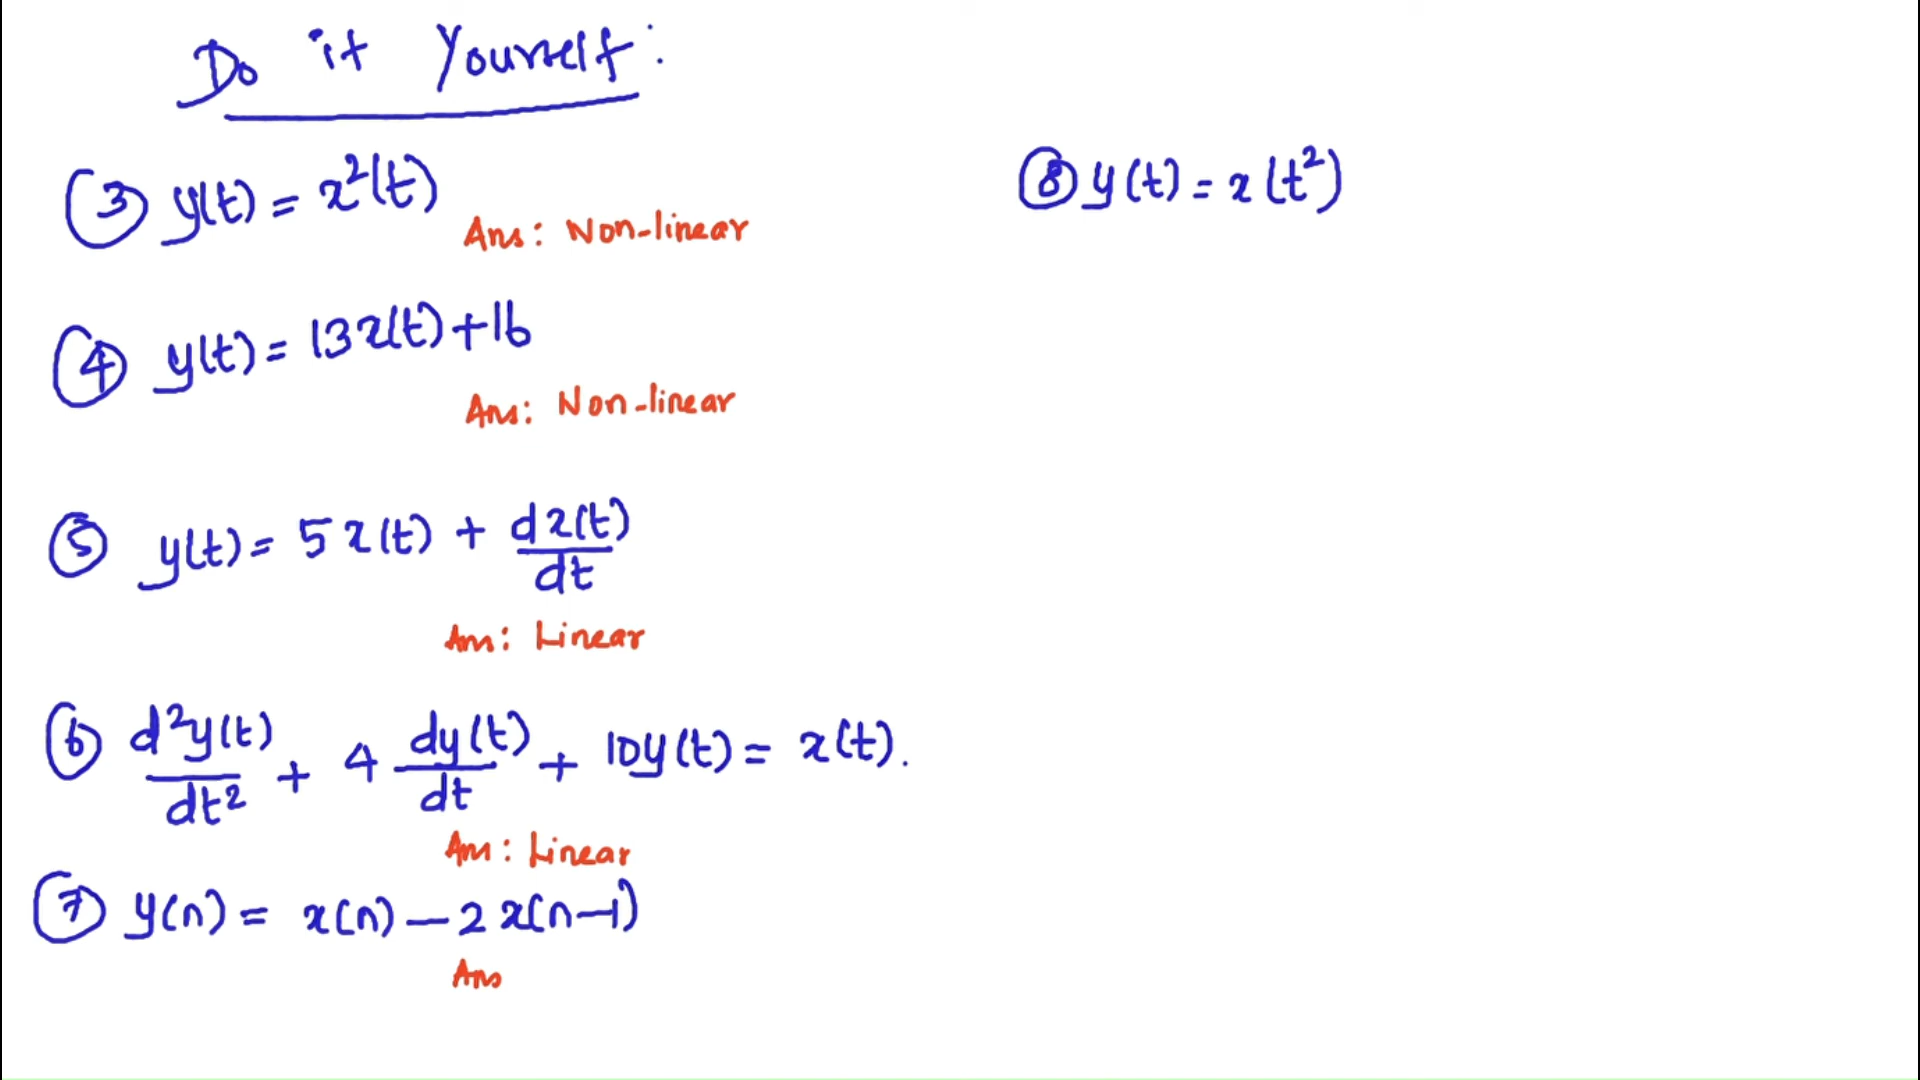 Do it Yourself:
③ y(t) = x²(t)
Ans: Non-linear
④ y(t) = 13x(t) + 16
Ans: Non-linear
⑤ y(t) = 5x(t) + dx(t)/dt
Ans: Linear
⑥ d²y(t)/dt² + 4 dy(t)/dt + 10y(t) = x(t).
Ans: Linear
⑦ y(n) = x(n) - 2x(n-1)
Ans
⑧ y(t) = x(t²)